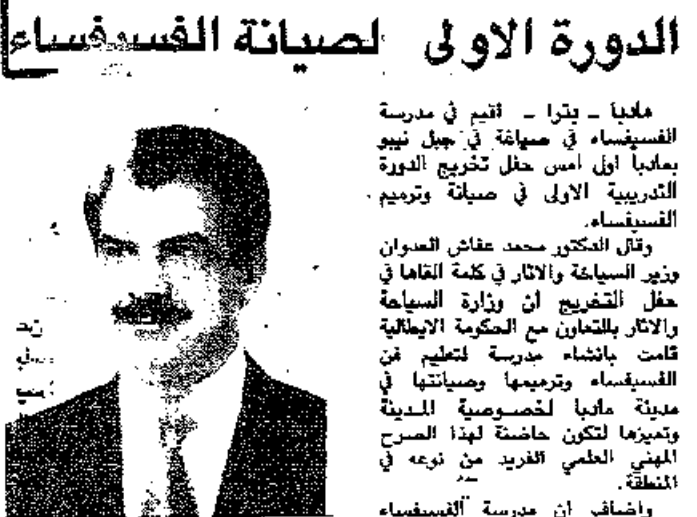 الدورة الاولى لصيانة الفسيفساء
مادبا - بترا - اقيم في مدرسة
الفسيفساء في صياغة في جبل نيبو
بمادبا اول امس حفل تخريج الدورة
التدريبية الاولى في صيانة وترميم
الفسيفساء.
وقال الدكتور محمد عفاش العدوان
وزير السياحة والاثار في كلمة القاها في
حفل التخريج ان وزارة السياحة
والاثار بالتعاون مع الحكومة الايطالية
قامت بانشاء مدرسة لتعليم فن
الفسيفساء وترميمها وصيانتها في
مدينة مادبا لخصوصية المدينة
وتميزها لتكون حاضنة لهذا الصرح
المهني العلمي الفريد من نوعه في
المنطقة.
واضاف ان مدرسة الفسيفساء